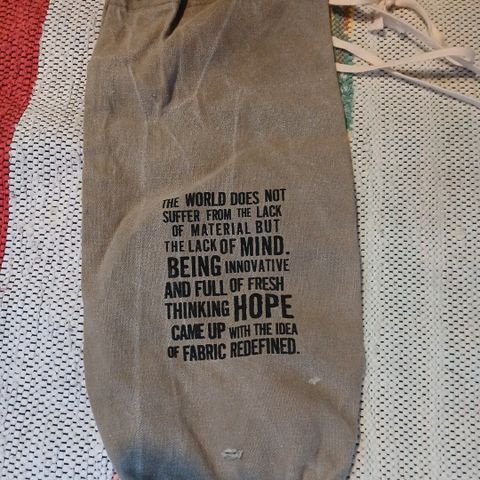 THE WORLD DOES NOT
SUFFER FROM THE LACK
OF MATERIAL BUT
THE LACK OF MIND.
BEING INNOVATIVE
AND FULL OF FRESH
THINKING HOPE
CAME UP WITH THE IDEA
OF FABRIC REDEFINED.